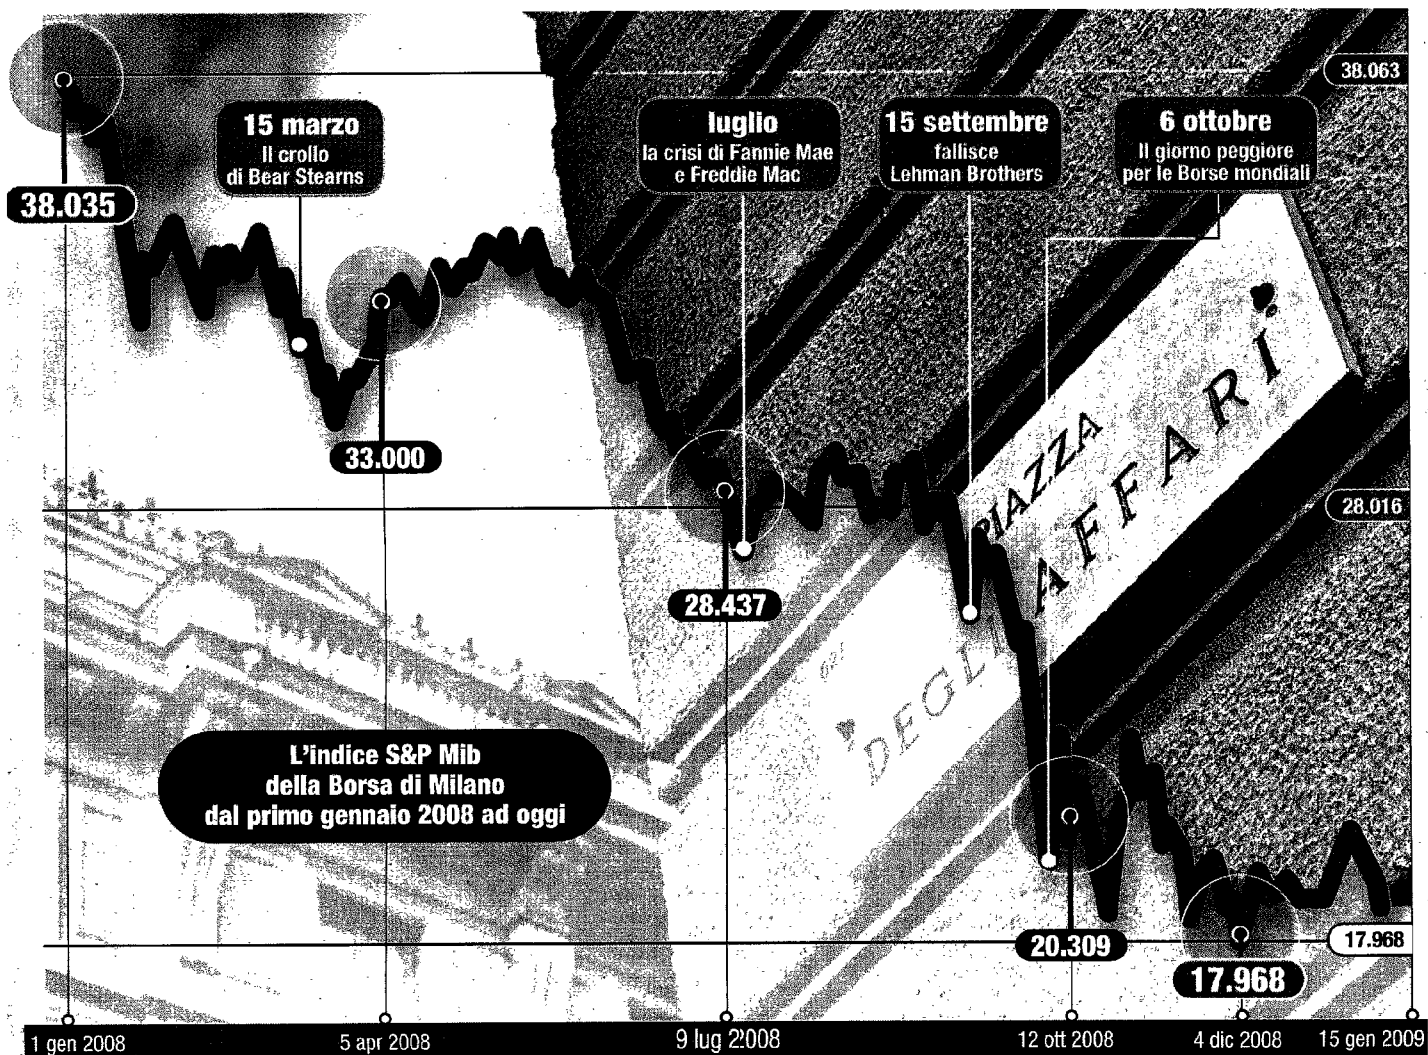 38.063
15 marzo
Il crollo
di Bear Stearns
luglio
la crisi di Fannie Mae
e Freddie Mac
15 settembre
fallisce
Lehman Brothers
6 ottobre
Il giorno peggiore
per le Borse mondiali
38.035
33.000
28.016
PIAZZA
DEGLI AFFARI
28.437
L'indice S&P Mib
della Borsa di Milano
dal primo gennaio 2008 ad oggi
20.309
17.968
17.968
1 gen 2008
5 apr 2008
9 lug 2008
12 ott 2008
4 dic 2008
15 gen 2009